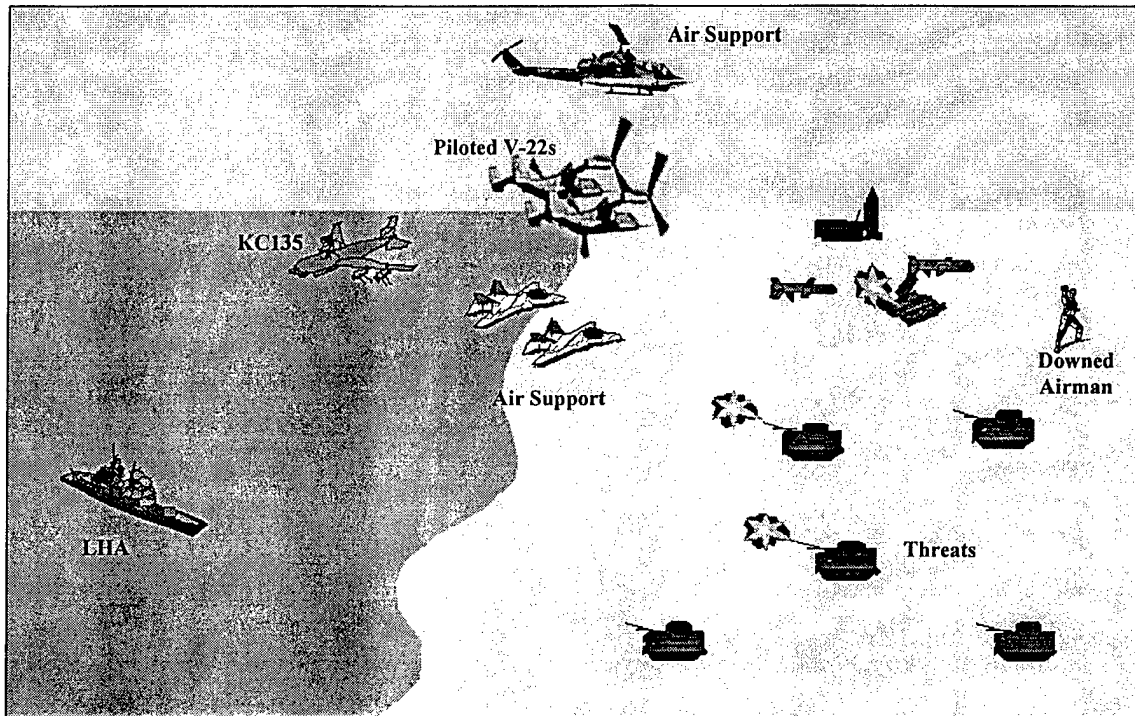 Air Support
Piloted V-22s
KC135
Downed
Airman
Air Support
LHA
Threats